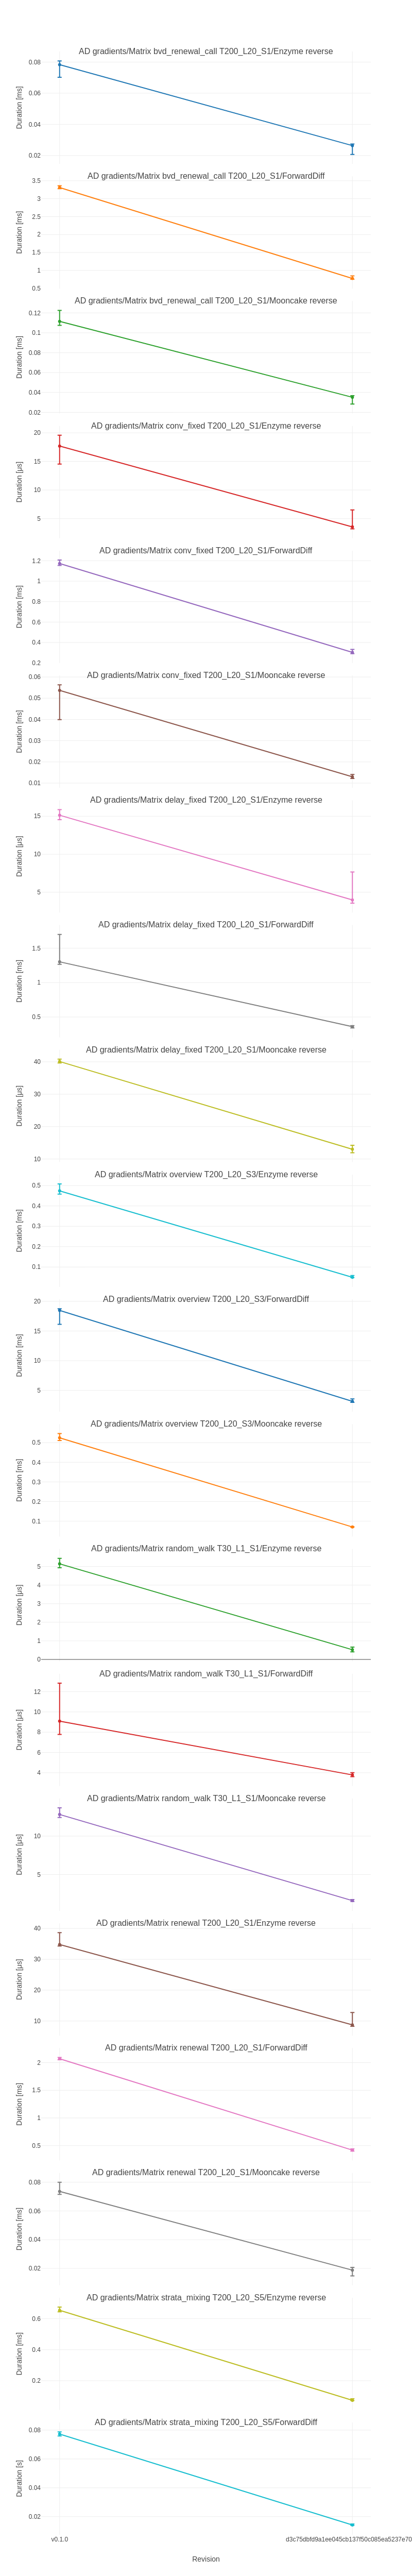 AD gradients/Matrix bvd_renewal_call T200_L20_S1/Enzyme reverse
0.08
0.06
0.04
0.02
Duration [ms]
AD gradients/Matrix bvd_renewal_call T200_L20_S1/ForwardDiff
3.5
3
2.5
2
1.5
1
0.5
Duration [ms]
AD gradients/Matrix bvd_renewal_call T200_L20_S1/Mooncake reverse
0.12
0.1
0.08
0.06
0.04
0.02
Duration [ms]
AD gradients/Matrix conv_fixed T200_L20_S1/Enzyme reverse
20
15
10
5
Duration [μs]
AD gradients/Matrix conv_fixed T200_L20_S1/ForwardDiff
1.2
1
0.8
0.6
0.4
0.2
Duration [ms]
AD gradients/Matrix conv_fixed T200_L20_S1/Mooncake reverse
0.06
0.05
0.04
0.03
0.02
0.01
Duration [ms]
AD gradients/Matrix delay_fixed T200_L20_S1/Enzyme reverse
15
10
5
Duration [μs]
AD gradients/Matrix delay_fixed T200_L20_S1/ForwardDiff
1.5
1
0.5
Duration [ms]
AD gradients/Matrix delay_fixed T200_L20_S1/Mooncake reverse
40
30
20
10
Duration [μs]
AD gradients/Matrix overview T200_L20_S3/Enzyme reverse
0.5
0.4
0.3
0.2
0.1
Duration [ms]
AD gradients/Matrix overview T200_L20_S3/ForwardDiff
20
15
10
5
Duration [ms]
AD gradients/Matrix overview T200_L20_S3/Mooncake reverse
0.5
0.4
0.3
0.2
0.1
Duration [ms]
AD gradients/Matrix random_walk T30_L1_S1/Enzyme reverse
5
4
3
2
1
0
Duration [μs]
AD gradients/Matrix random_walk T30_L1_S1/ForwardDiff
12
10
8
6
4
Duration [μs]
AD gradients/Matrix random_walk T30_L1_S1/Mooncake reverse
10
5
Duration [μs]
AD gradients/Matrix renewal T200_L20_S1/Enzyme reverse
40
30
20
10
Duration [μs]
AD gradients/Matrix renewal T200_L20_S1/ForwardDiff
2
1.5
1
0.5
Duration [ms]
AD gradients/Matrix renewal T200_L20_S1/Mooncake reverse
0.08
0.06
0.04
0.02
Duration [ms]
AD gradients/Matrix strata_mixing T200_L20_S5/Enzyme reverse
0.6
0.4
0.2
Duration [ms]
AD gradients/Matrix strata_mixing T200_L20_S5/ForwardDiff
0.08
0.06
0.04
0.02
Duration [s]
v0.1.0
d3c75dbfd9a1ee045cb137f50c085ea5237e70
Revision